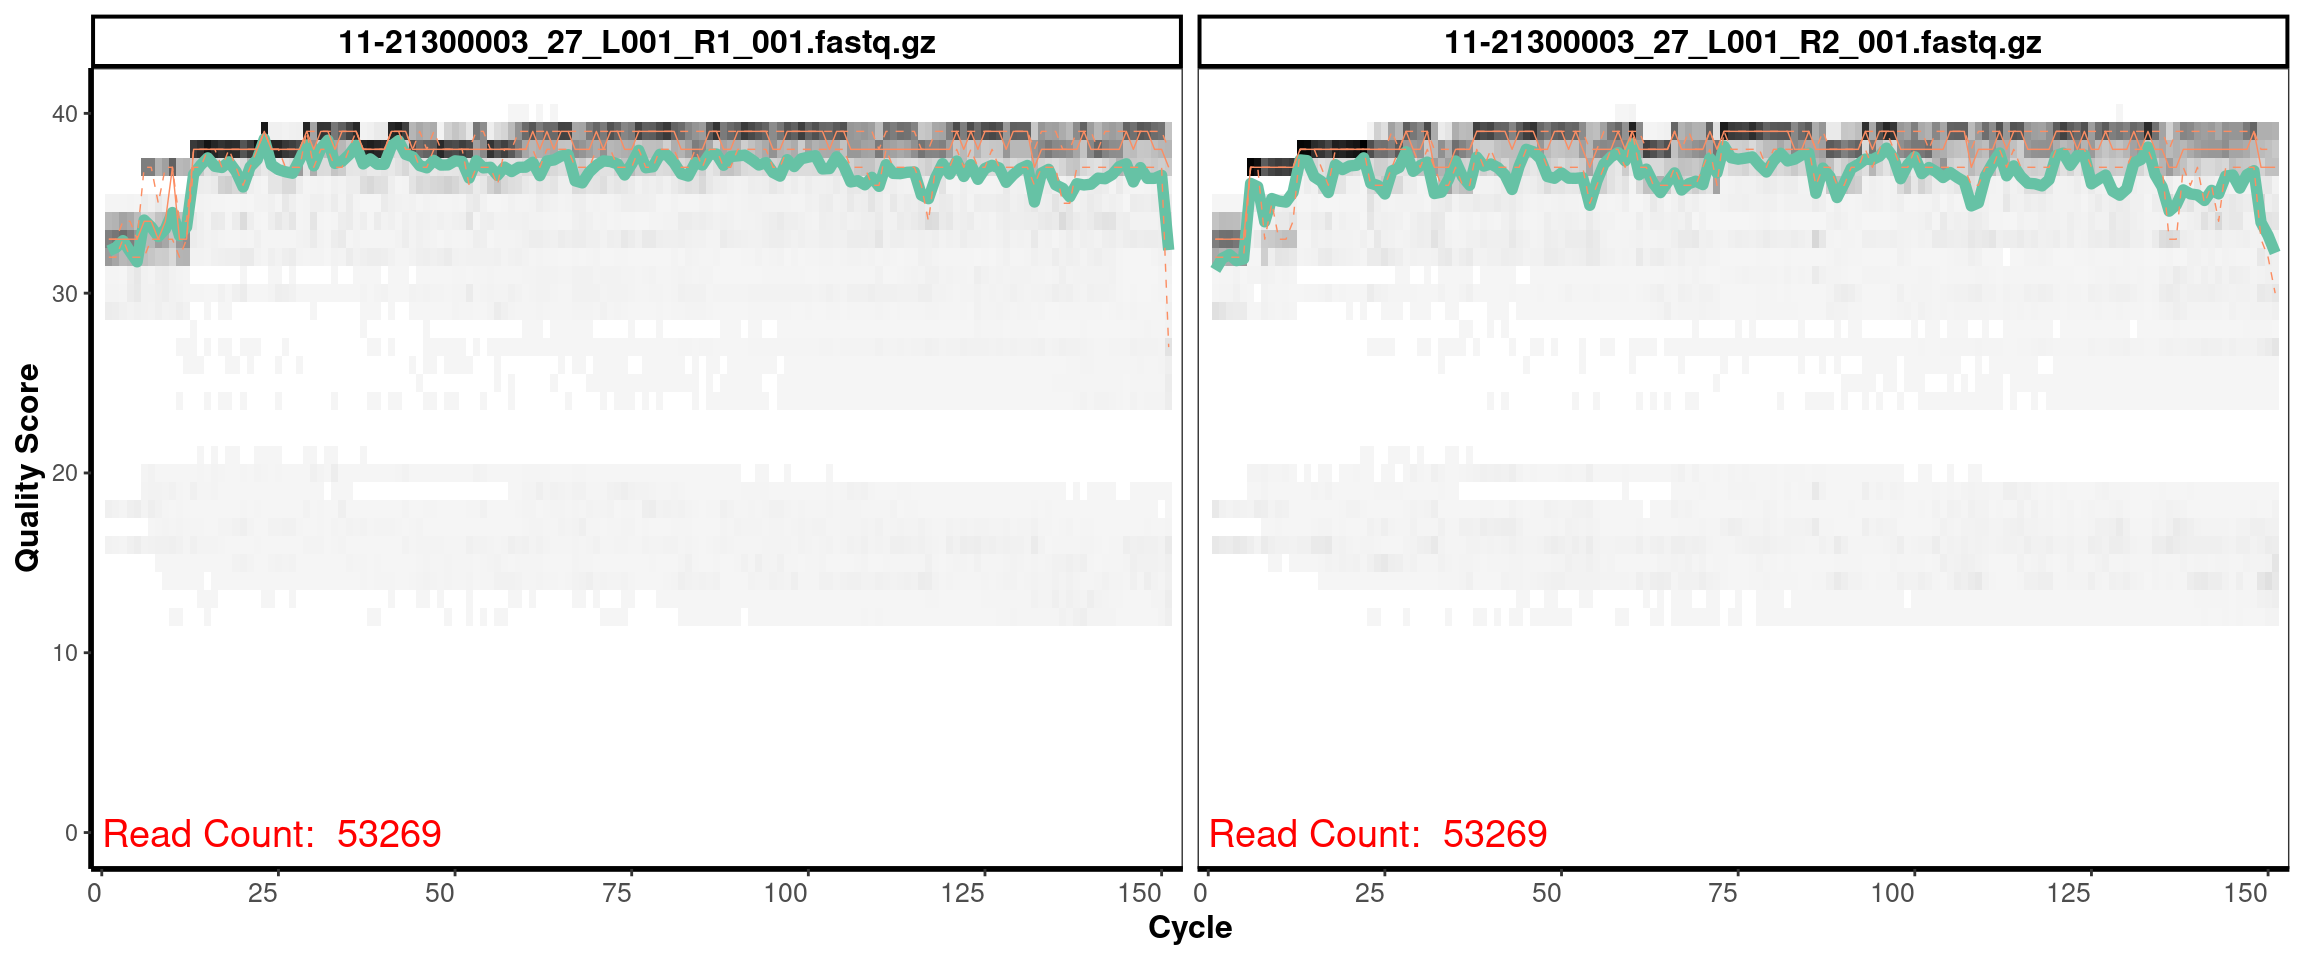 11-21300003_27_L001_R1_001.fastq.gz
11-21300003_27_L001_R2_001.fastq.gz
Quality Score
40
30
20
10
0
Read Count:  53269
Read Count:  53269
0 25 50 75 100 125 150
0 25 50 75 100 125 150
Cycle